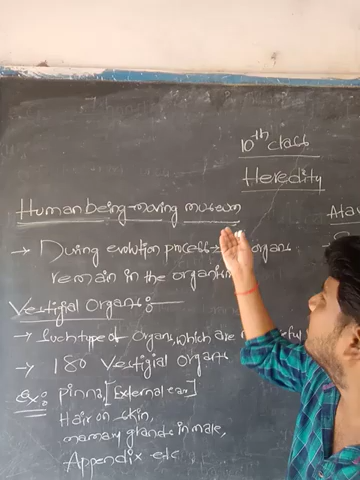 10th class
Heredity
Human being - moving museum
→ During evolution process organs
remain in the organism
Vestigial Organs:-
→ Such type of organs, which are
→ 180 Vestigial Organs
Ex: Pinna, [External ear]
Hair on skin,
mamary glands in male,
Appendix etc
Ata